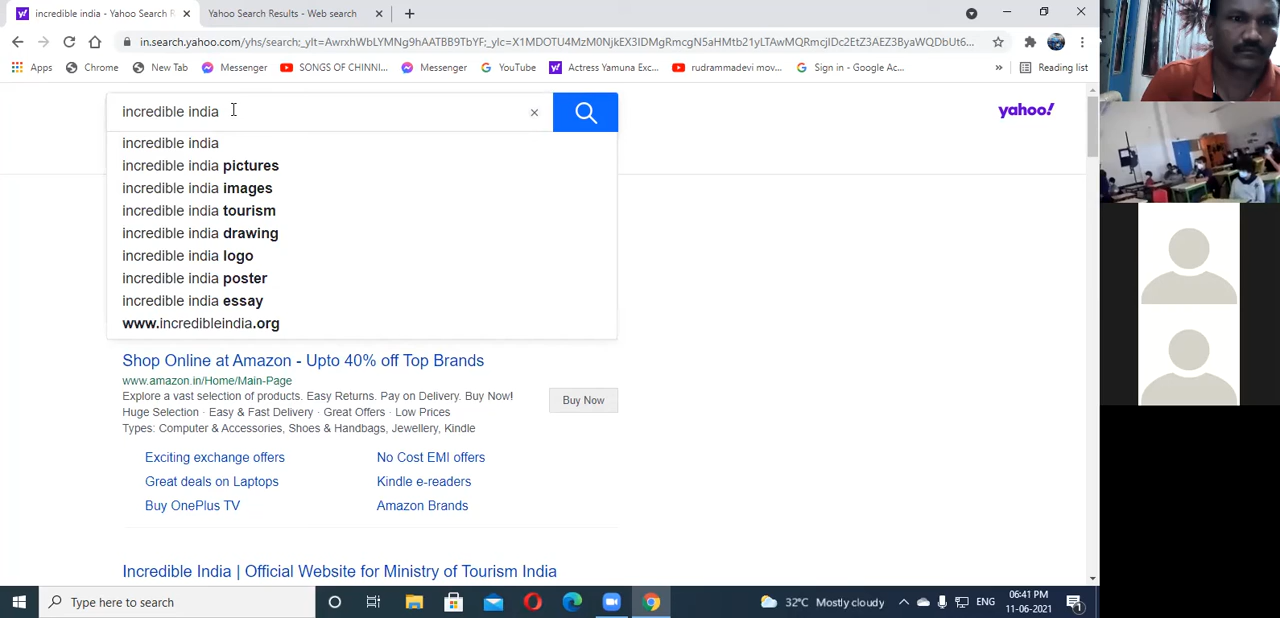 incredible india - Yahoo Search R
Yahoo Search Results - Web search
in.search.yahoo.com/yhs/search;_ylt=AwrxhWbLYMNg9hAATBB9TbYF;_ylc=X1MDOTU4MzM0NjkEX3IDMgRmcgN5aHMtb21yLTAwMQRmcjIDc2EtZ3AEZ3ByaWQDbUt6...
Apps
Chrome
New Tab
Messenger
SONGS OF CHINNI...
Messenger
YouTube
Actress Yamuna Exc...
rudrammadevi mov...
Sign in - Google Ac...
»
Reading list
incredible india
yahoo!
incredible india
incredible india pictures
incredible india images
incredible india tourism
incredible india drawing
incredible india logo
incredible india poster
incredible india essay
www.incredibleindia.org
Shop Online at Amazon - Upto 40% off Top Brands
www.amazon.in/Home/Main-Page
Explore a vast selection of products. Easy Returns. Pay on Delivery. Buy Now!
Huge Selection · Easy & Fast Delivery · Great Offers · Low Prices
Types: Computer & Accessories, Shoes & Handbags, Jewellery, Kindle
Buy Now
Exciting exchange offers
No Cost EMI offers
Great deals on Laptops
Kindle e-readers
Buy OnePlus TV
Amazon Brands
Incredible India | Official Website for Ministry of Tourism India
Type here to search
32°C Mostly cloudy
ENG
06:41 PM
11-06-2021
1